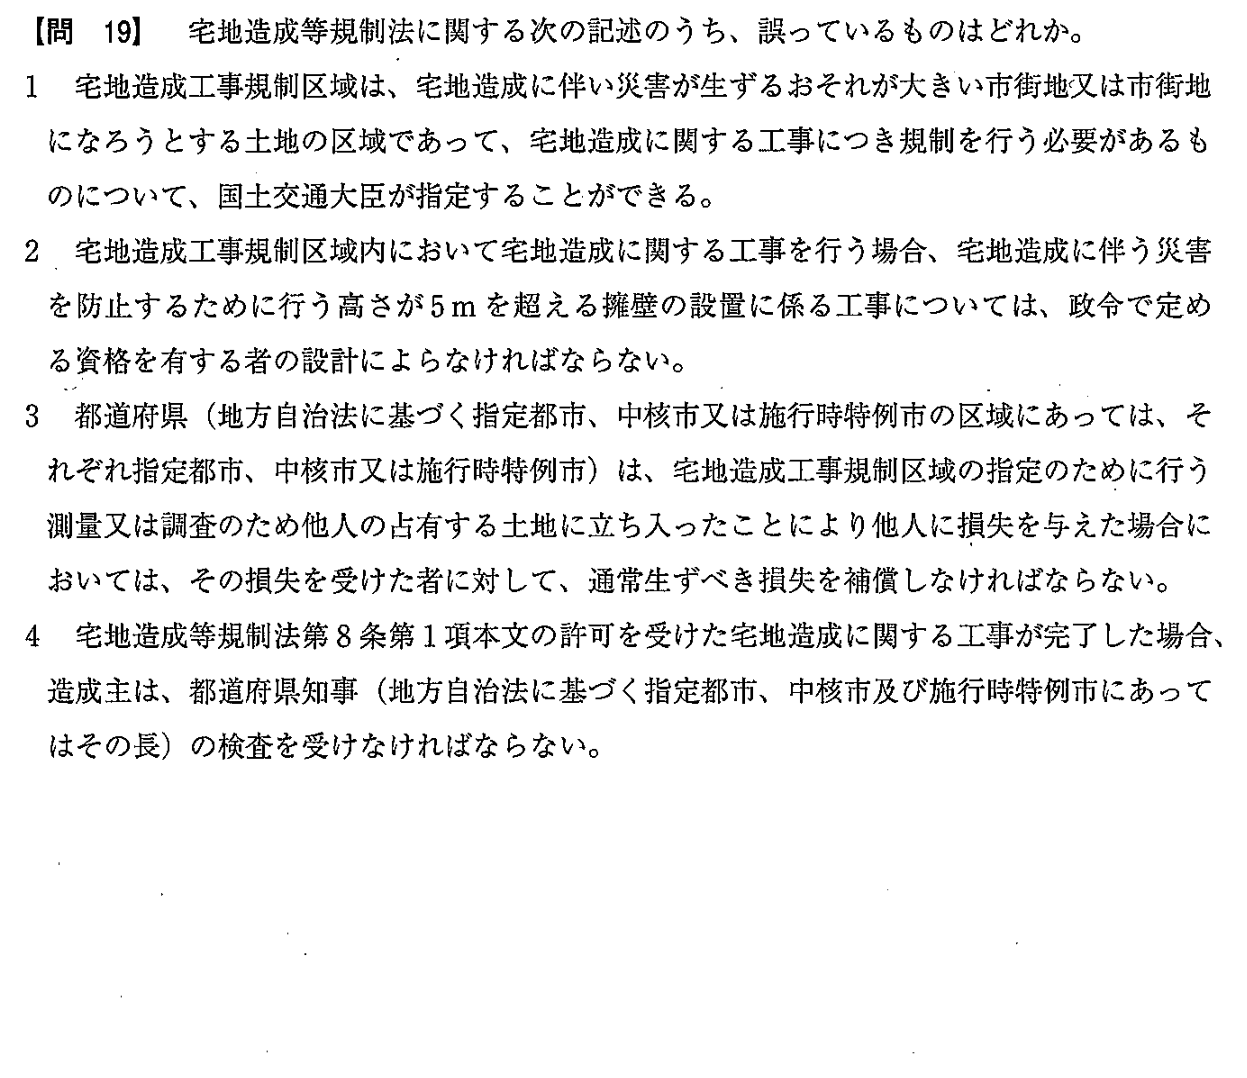 【問　19】　宅地造成等規制法に関する次の記述のうち、誤っているものはどれか。
1　宅地造成工事規制区域は、宅地造成に伴い災害が生ずるおそれが大きい市街地又は市街地
になろうとする土地の区域であって、宅地造成に関する工事につき規制を行う必要があるも
のについて、国土交通大臣が指定することができる。
2　宅地造成工事規制区域内において宅地造成に関する工事を行う場合、宅地造成に伴う災害
を防止するために行う高さが5mを超える擁壁の設置に係る工事については、政令で定め
る資格を有する者の設計によらなければならない。
3　都道府県（地方自治法に基づく指定都市、中核市又は施行時特例市の区域にあっては、そ
れぞれ指定都市、中核市又は施行時特例市）は、宅地造成工事規制区域の指定のために行う
測量又は調査のため他人の占有する土地に立ち入ったことにより他人に損失を与えた場合に
おいては、その損失を受けた者に対して、通常生ずべき損失を補償しなければならない。
4　宅地造成等規制法第8条第1項本文の許可を受けた宅地造成に関する工事が完了した場合、
造成主は、都道府県知事（地方自治法に基づく指定都市、中核市及び施行時特例市にあって
はその長）の検査を受けなければならない。